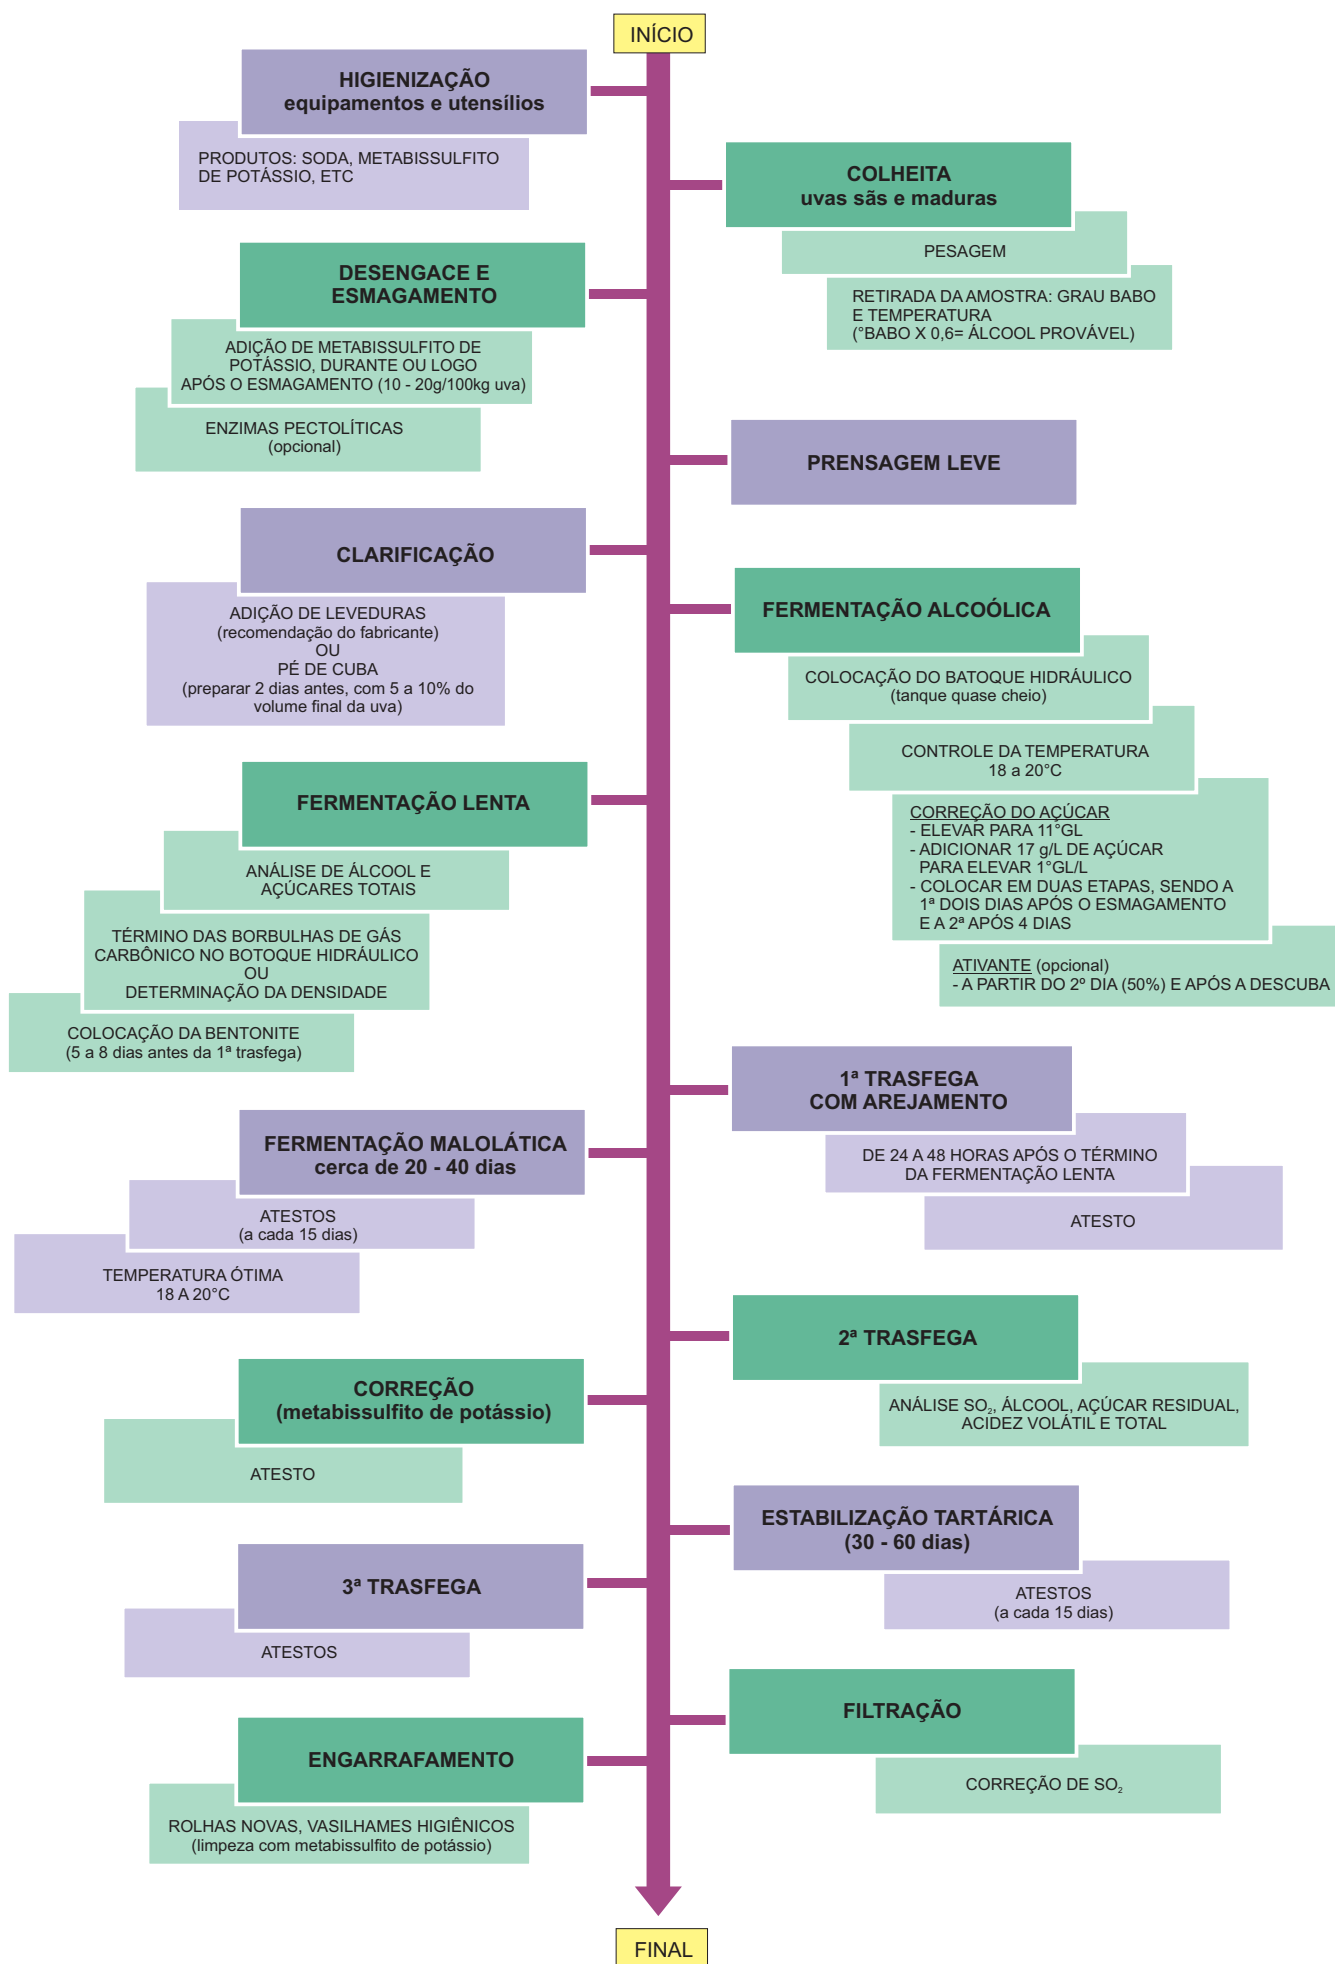 INÍCIO
HIGIENIZAÇÃO
equipamentos e utensílios
PRODUTOS: SODA, METABISSULFITO
DE POTÁSSIO, ETC
COLHEITA
uvas sãs e maduras
PESAGEM
RETIRADA DA AMOSTRA: GRAU BABO
E TEMPERATURA
(°BABO X 0,6= ÁLCOOL PROVÁVEL)
DESENGACE E
ESMAGAMENTO
ADIÇÃO DE METABISSULFITO DE
POTÁSSIO, DURANTE OU LOGO
APÓS O ESMAGAMENTO (10 - 20g/100kg uva)
ENZIMAS PECTOLÍTICAS
(opcional)
PRENSAGEM LEVE
CLARIFICAÇÃO
ADIÇÃO DE LEVEDURAS
(recomendação do fabricante)
OU
PÉ DE CUBA
(preparar 2 dias antes, com 5 a 10% do
volume final da uva)
FERMENTAÇÃO ALCOÓLICA
COLOCAÇÃO DO BATOQUE HIDRÁULICO
(tanque quase cheio)
CONTROLE DA TEMPERATURA
18 a 20°C
CORREÇÃO DO AÇÚCAR
- ELEVAR PARA 11°GL
- ADICIONAR 17 g/L DE AÇÚCAR
PARA ELEVAR 1°GL/L
- COLOCAR EM DUAS ETAPAS, SENDO A
1ª DOIS DIAS APÓS O ESMAGAMENTO
E A 2ª APÓS 4 DIAS
ATIVANTE (opcional)
- A PARTIR DO 2º DIA (50%) E APÓS A DESCUBA
FERMENTAÇÃO LENTA
ANÁLISE DE ÁLCOOL E
AÇÚCARES TOTAIS
TÉRMINO DAS BORBULHAS DE GÁS
CARBÔNICO NO BOTOQUE HIDRÁULICO
OU
DETERMINAÇÃO DA DENSIDADE
COLOCAÇÃO DA BENTONITE
(5 a 8 dias antes da 1ª trasfega)
1ª TRASFEGA
COM AREJAMENTO
DE 24 A 48 HORAS APÓS O TÉRMINO
DA FERMENTAÇÃO LENTA
ATESTO
FERMENTAÇÃO MALOLÁTICA
cerca de 20 - 40 dias
ATESTOS
(a cada 15 dias)
TEMPERATURA ÓTIMA
18 A 20°C
2ª TRASFEGA
ANÁLISE SO₂, ÁLCOOL, AÇÚCAR RESIDUAL,
ACIDEZ VOLÁTIL E TOTAL
CORREÇÃO
(metabissulfito de potássio)
ATESTO
ESTABILIZAÇÃO TARTÁRICA
(30 - 60 dias)
ATESTOS
(a cada 15 dias)
3ª TRASFEGA
ATESTOS
FILTRAÇÃO
CORREÇÃO DE SO₂
ENGARRAFAMENTO
ROLHAS NOVAS, VASILHAMES HIGIÊNICOS
(limpeza com metabissulfito de potássio)
FINAL